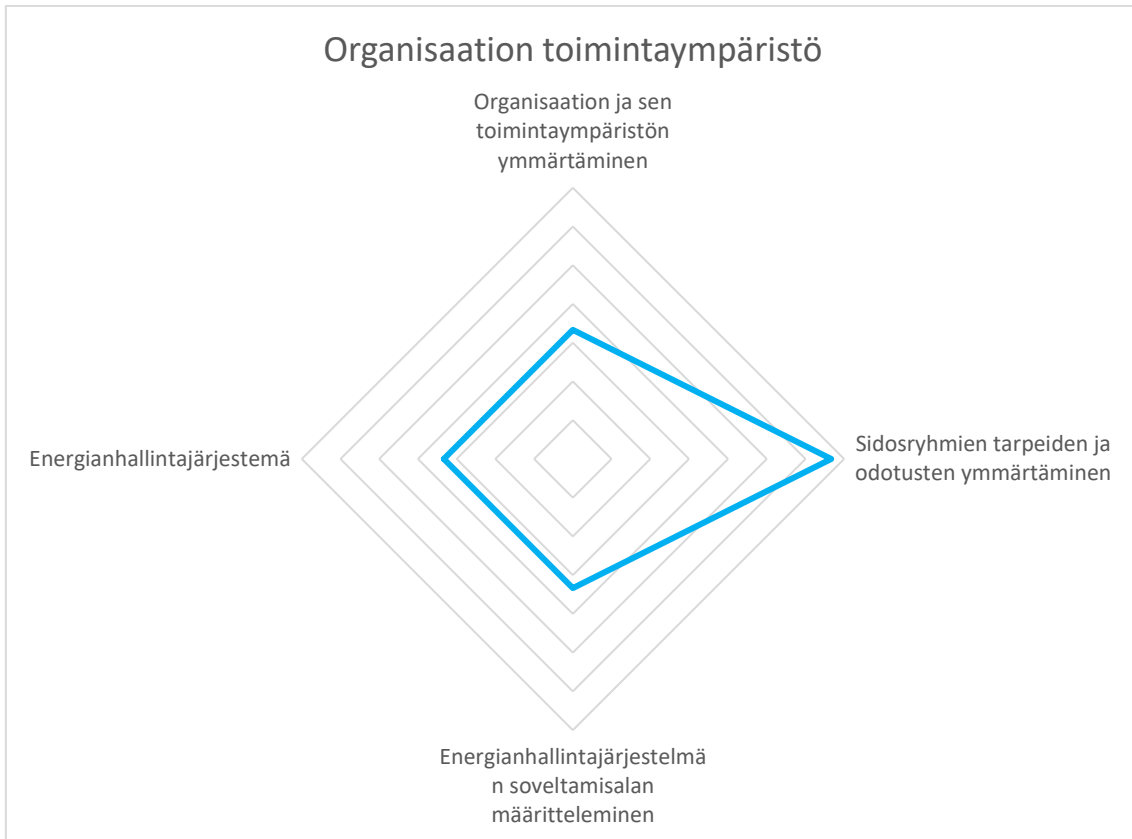 Organisaation toimintaympäristö
Organisaation ja sen
toimintaympäristön
ymmärtäminen
Energianhallintajärjestemä
Sidosryhmien tarpeiden ja
odotusten ymmärtäminen
Energianhallintajärjestelmä
n soveltamisalan
määritteleminen